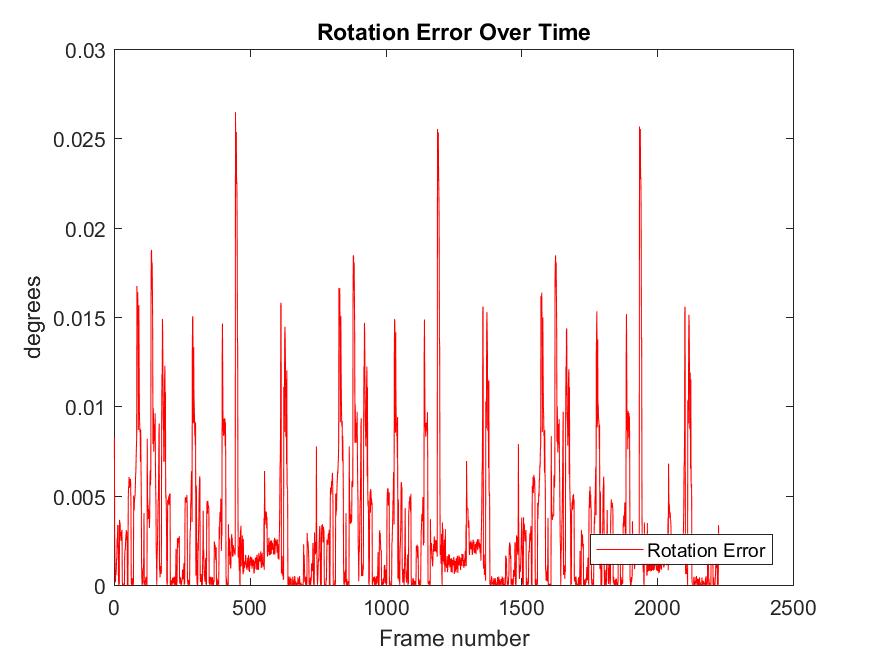 Rotation Error Over Time
0.03
0.025
0.02
0.015
0.01
0.005
0
degrees
Rotation Error
0 500 1000 1500 2000 2500
Frame number